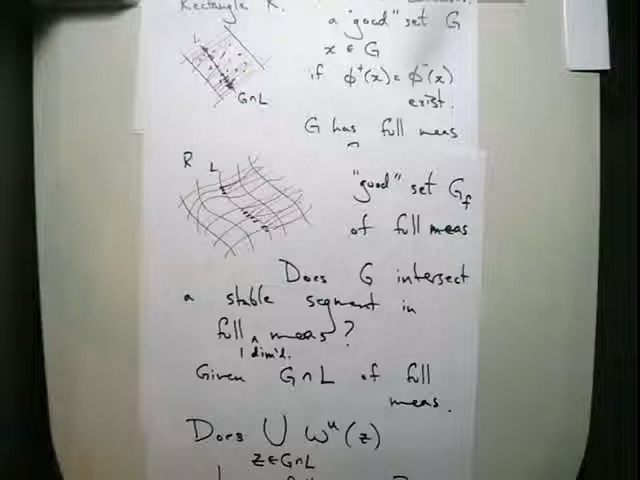 Rectangle R.
a "good" set G
x ∈ G
if φ⁺(x) = φ⁻(x)
exist.
L
G∩L
G has full meas
R L
"good" set G_f
of full meas
Does G intersect
a stable segment in
full ^ meas?
1 dim'l.
Given G∩L of full
meas.
Does ⋃ W^u(z)
z∈G∩L